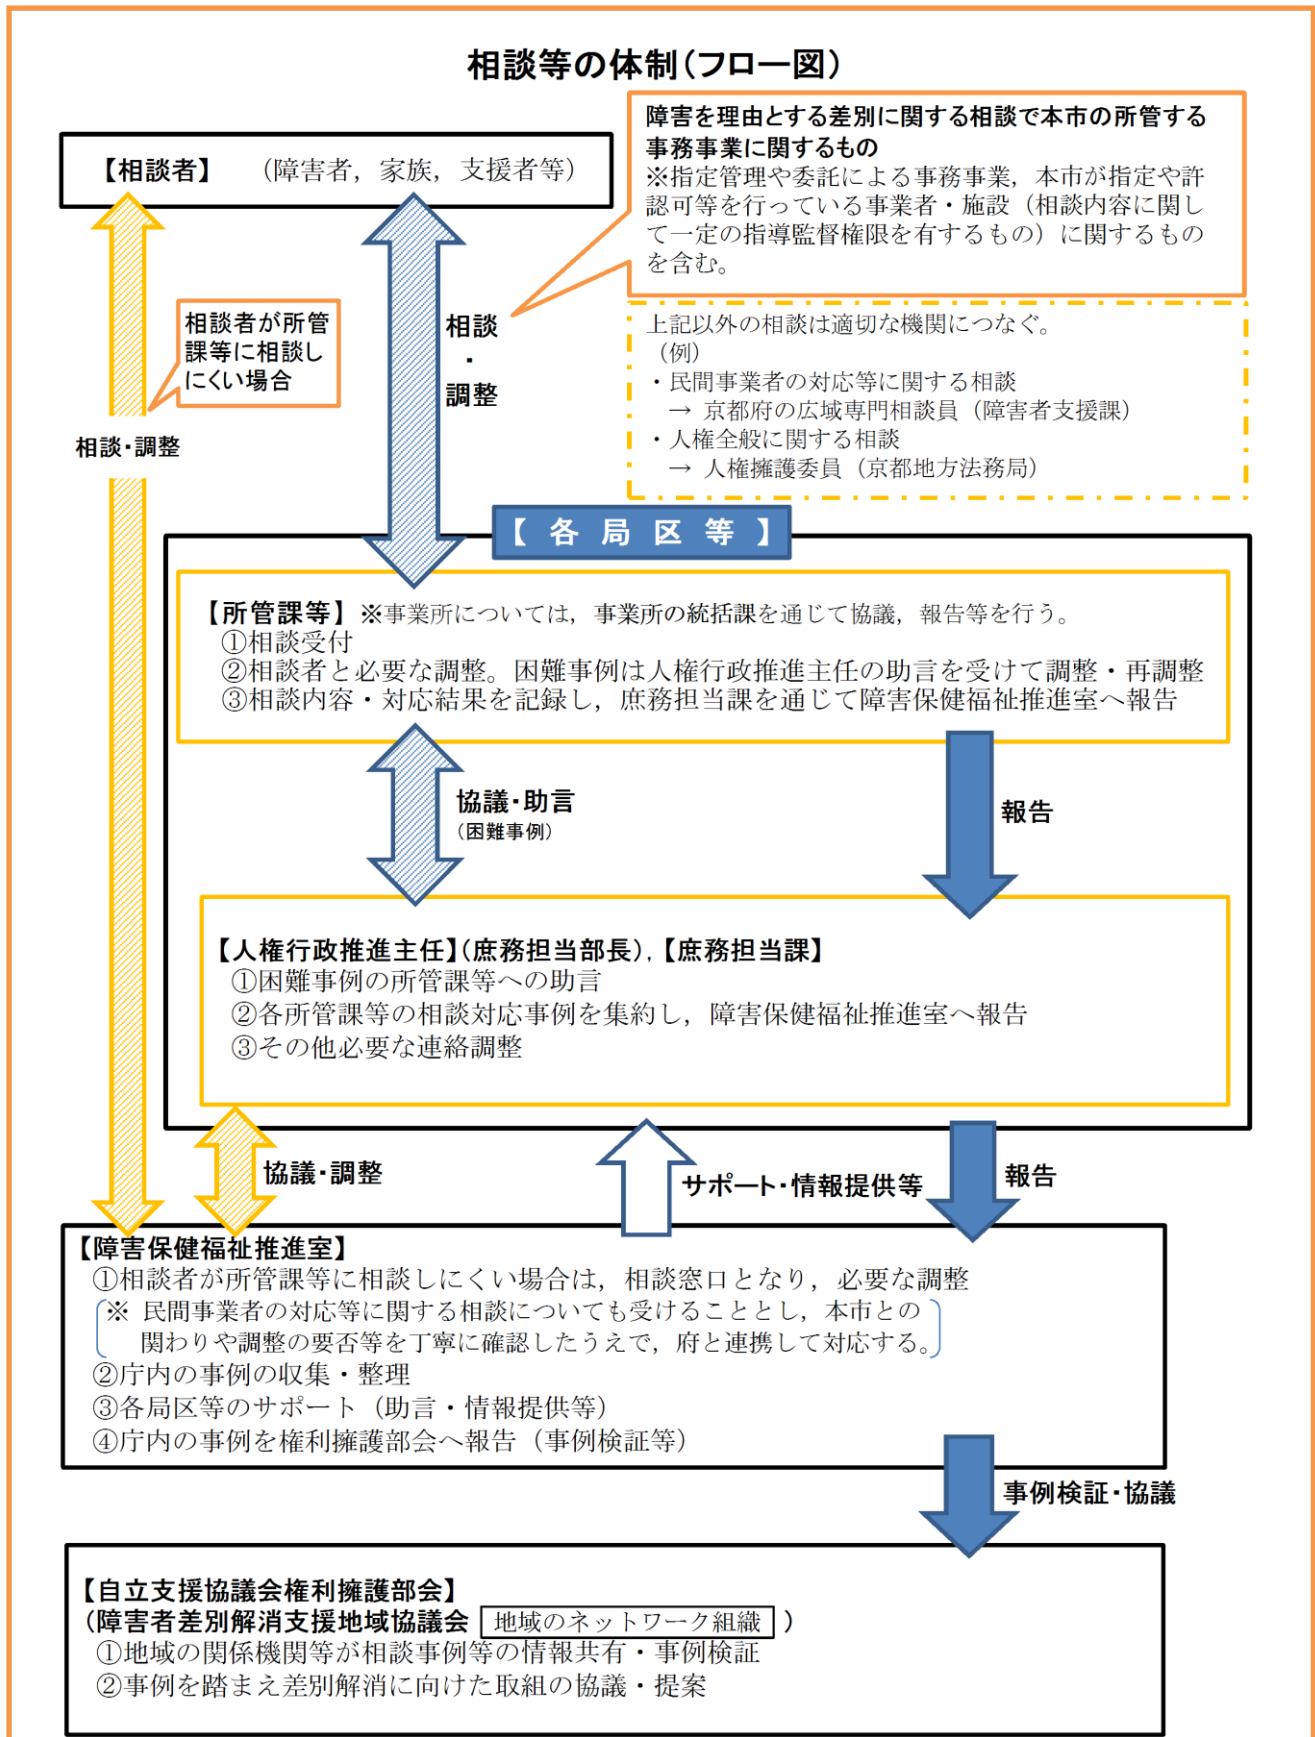 相談等の体制（フロー図）
【相談者】 （障害者，家族，支援者等）
障害を理由とする差別に関する相談で本市の所管する
事務事業に関するもの
※指定管理や委託による事務事業，本市が指定や許
認可等を行っている事業者・施設（相談内容に関し
て一定の指導監督権限を有するもの）に関するもの
を含む。
相談者が所管
課等に相談し
にくい場合
相談
・
調整
上記以外の相談は適切な機関につなぐ。
（例）
・民間事業者の対応等に関する相談
→ 京都府の広域専門相談員（障害者支援課）
・人権全般に関する相談
→ 人権擁護委員（京都地方法務局）
相談・調整
【 各 局 区 等 】
【所管課等】 ※事業所については，事業所の統括課を通じて協議，報告等を行う。
①相談受付
②相談者と必要な調整。困難事例は人権行政推進主任の助言を受けて調整・再調整
③相談内容・対応結果を記録し，庶務担当課を通じて障害保健福祉推進室へ報告
協議・助言
（困難事例）
報告
【人権行政推進主任】（庶務担当部長），【庶務担当課】
①困難事例の所管課等への助言
②各所管課等の相談対応事例を集約し，障害保健福祉推進室へ報告
③その他必要な連絡調整
協議・調整
サポート・情報提供等
報告
【障害保健福祉推進室】
①相談者が所管課等に相談しにくい場合は，相談窓口となり，必要な調整
※ 民間事業者の対応等に関する相談についても受けることとし，本市との
関わりや調整の要否等を丁寧に確認したうえで，府と連携して対応する。
②庁内の事例の収集・整理
③各局区等のサポート（助言・情報提供等）
④庁内の事例を権利擁護部会へ報告（事例検証等）
事例検証・協議
【自立支援協議会権利擁護部会】
（障害者差別解消支援地域協議会 地域のネットワーク組織 ）
①地域の関係機関等が相談事例等の情報共有・事例検証
②事例を踏まえ差別解消に向けた取組の協議・提案